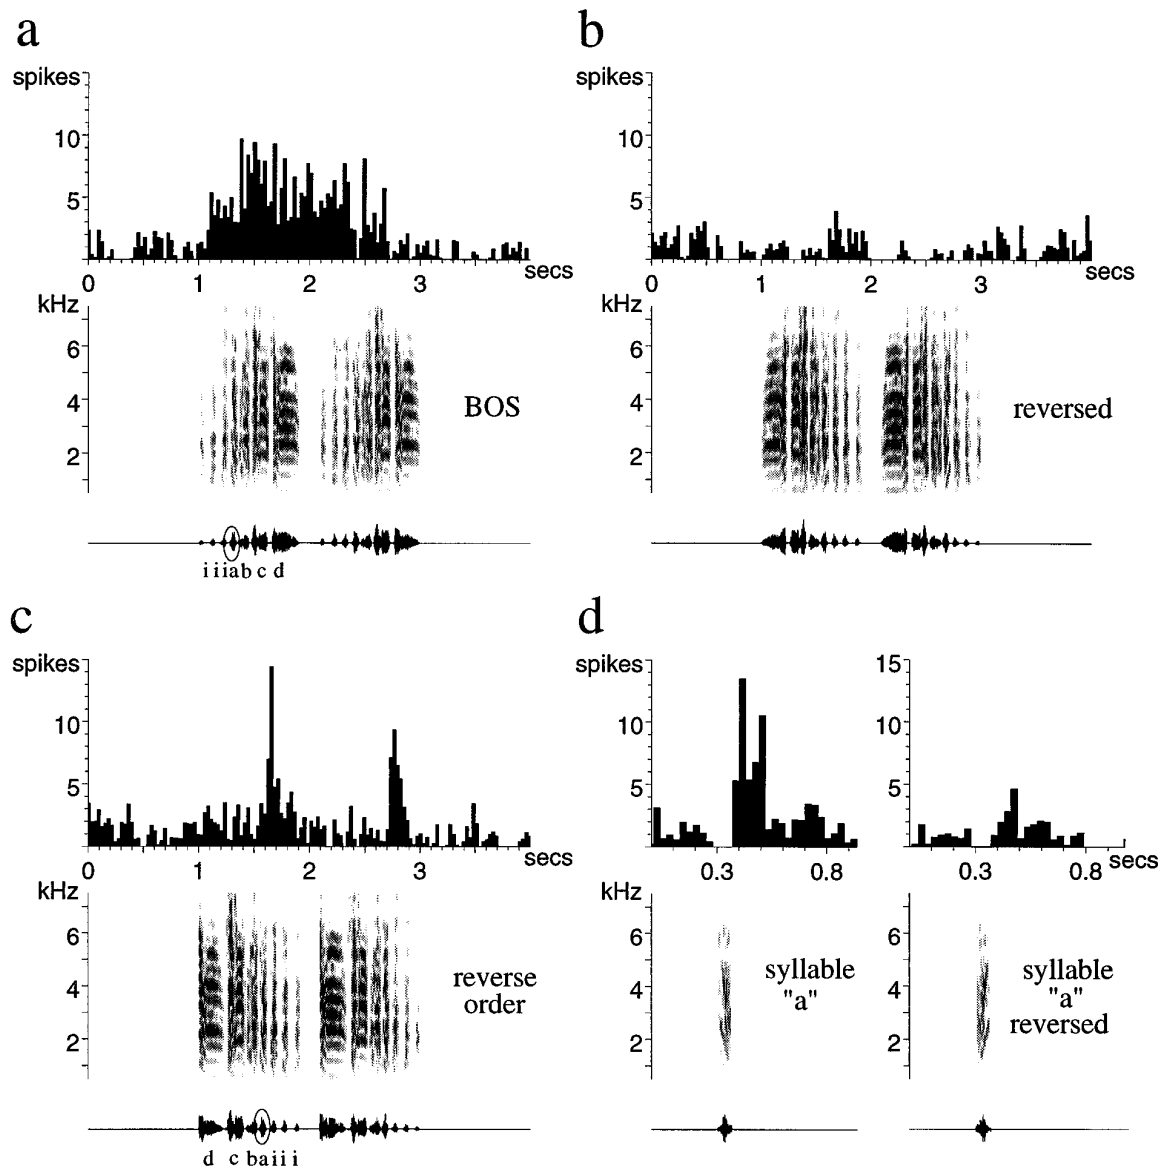 a
spikes
10
5
0 1 2 3
secs
kHz
6
4
2
BOS
i i i a b c d
b
spikes
10
5
0 1 2 3
secs
kHz
6
4
2
reversed
c
spikes
10
5
0 1 2 3
secs
kHz
6
4
2
reverse
order
d c b a i i i
d
spikes
10
5
0.3 0.8
kHz
6
4
2
syllable
"a"
15
10
5
0.3 0.8
secs
6
4
2
syllable
"a"
reversed